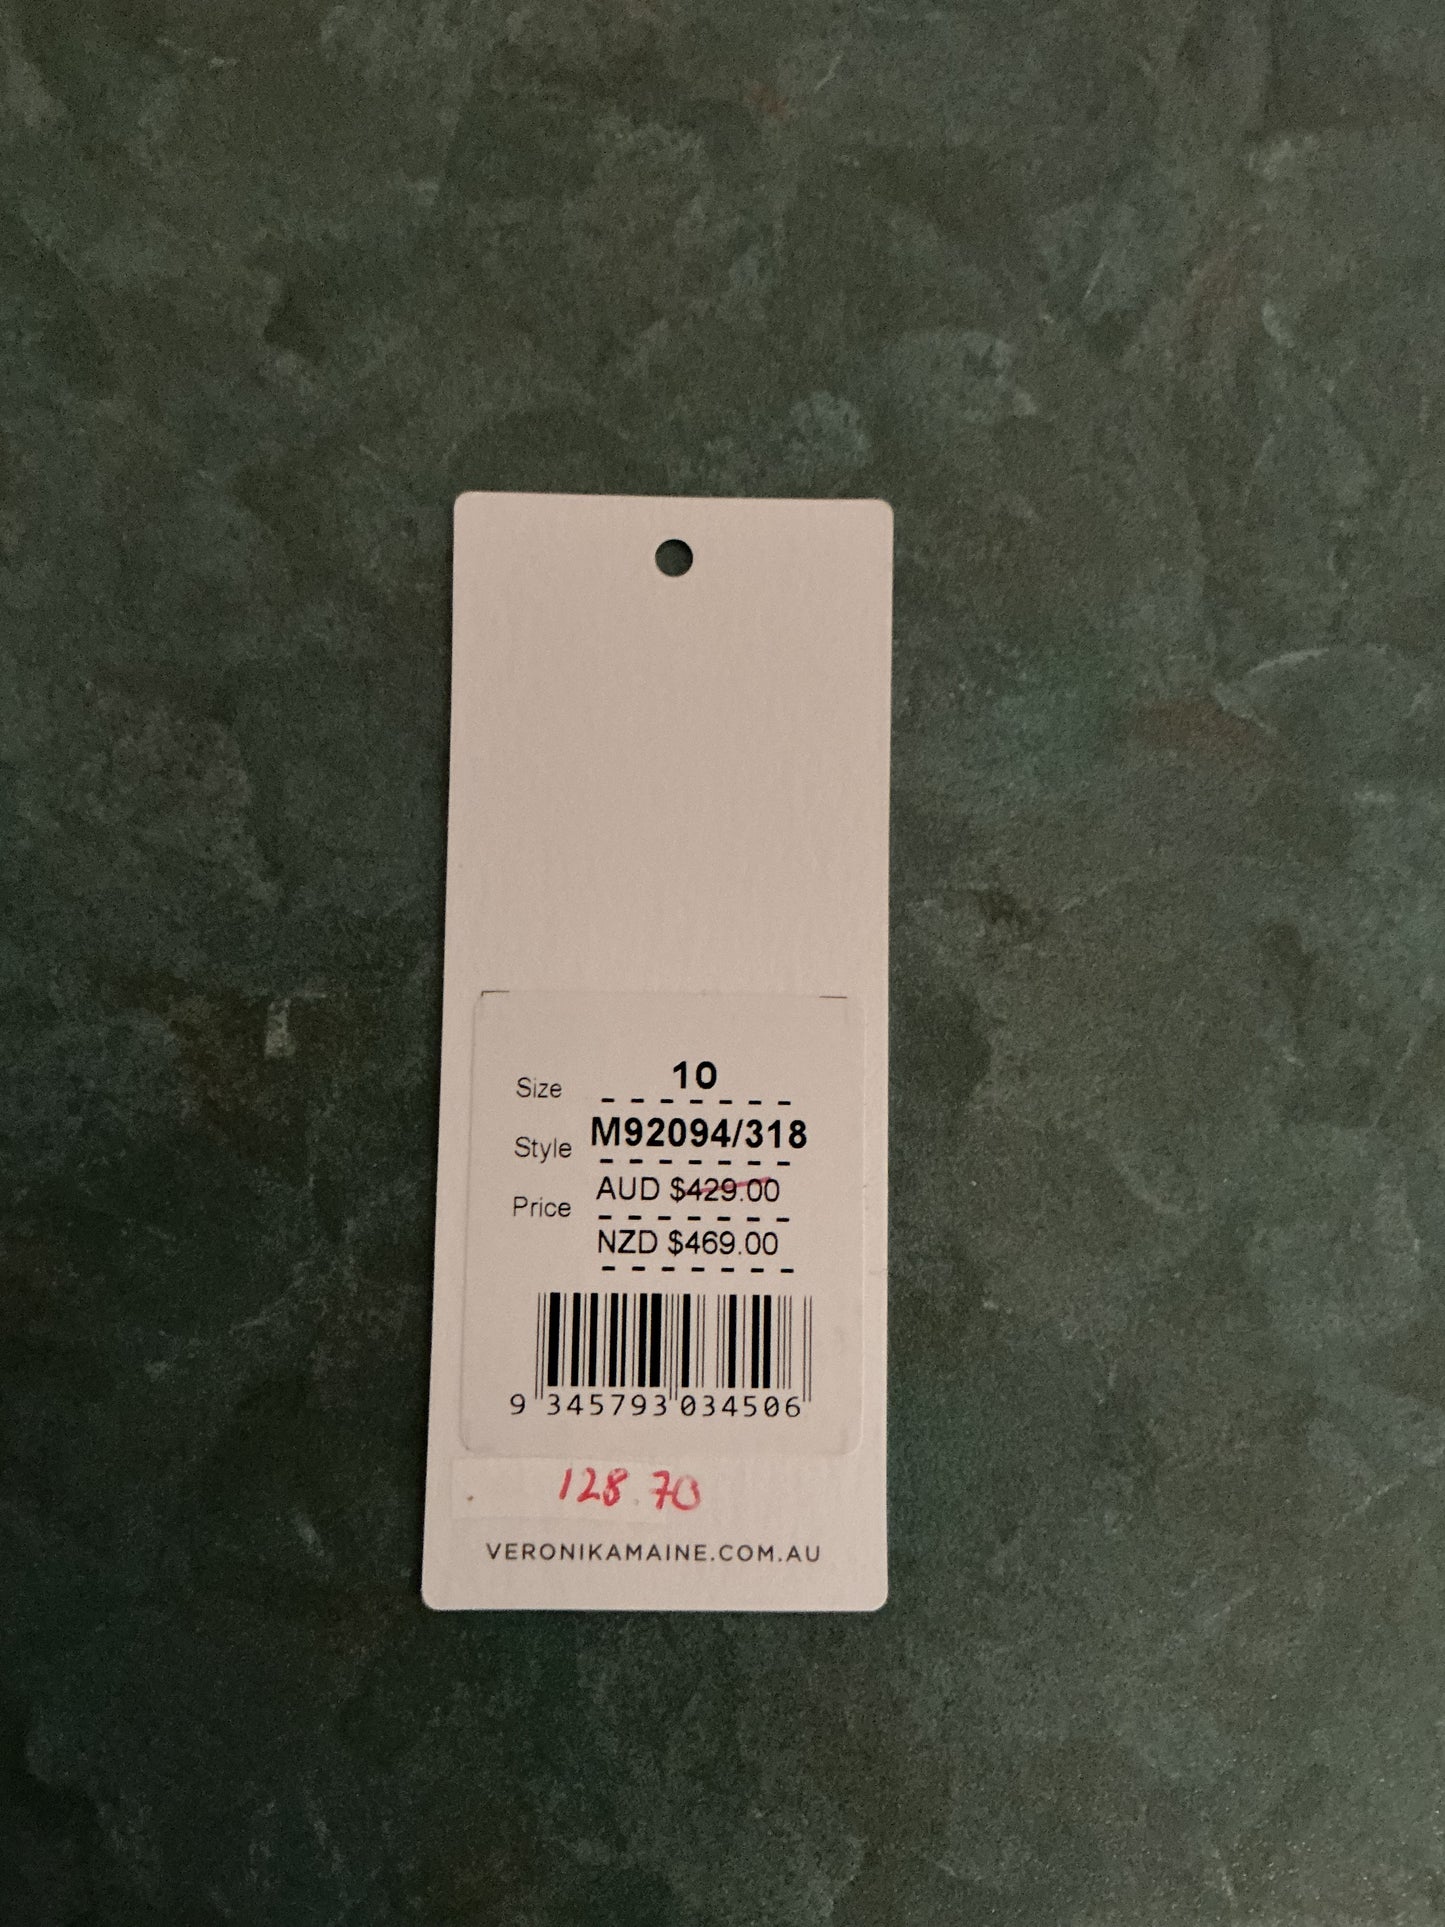 Size 10
Style M92094/318
Price AUD $429.00
NZD $469.00
9 345793 034506
128.70
VERONIKAMAINE.COM.AU